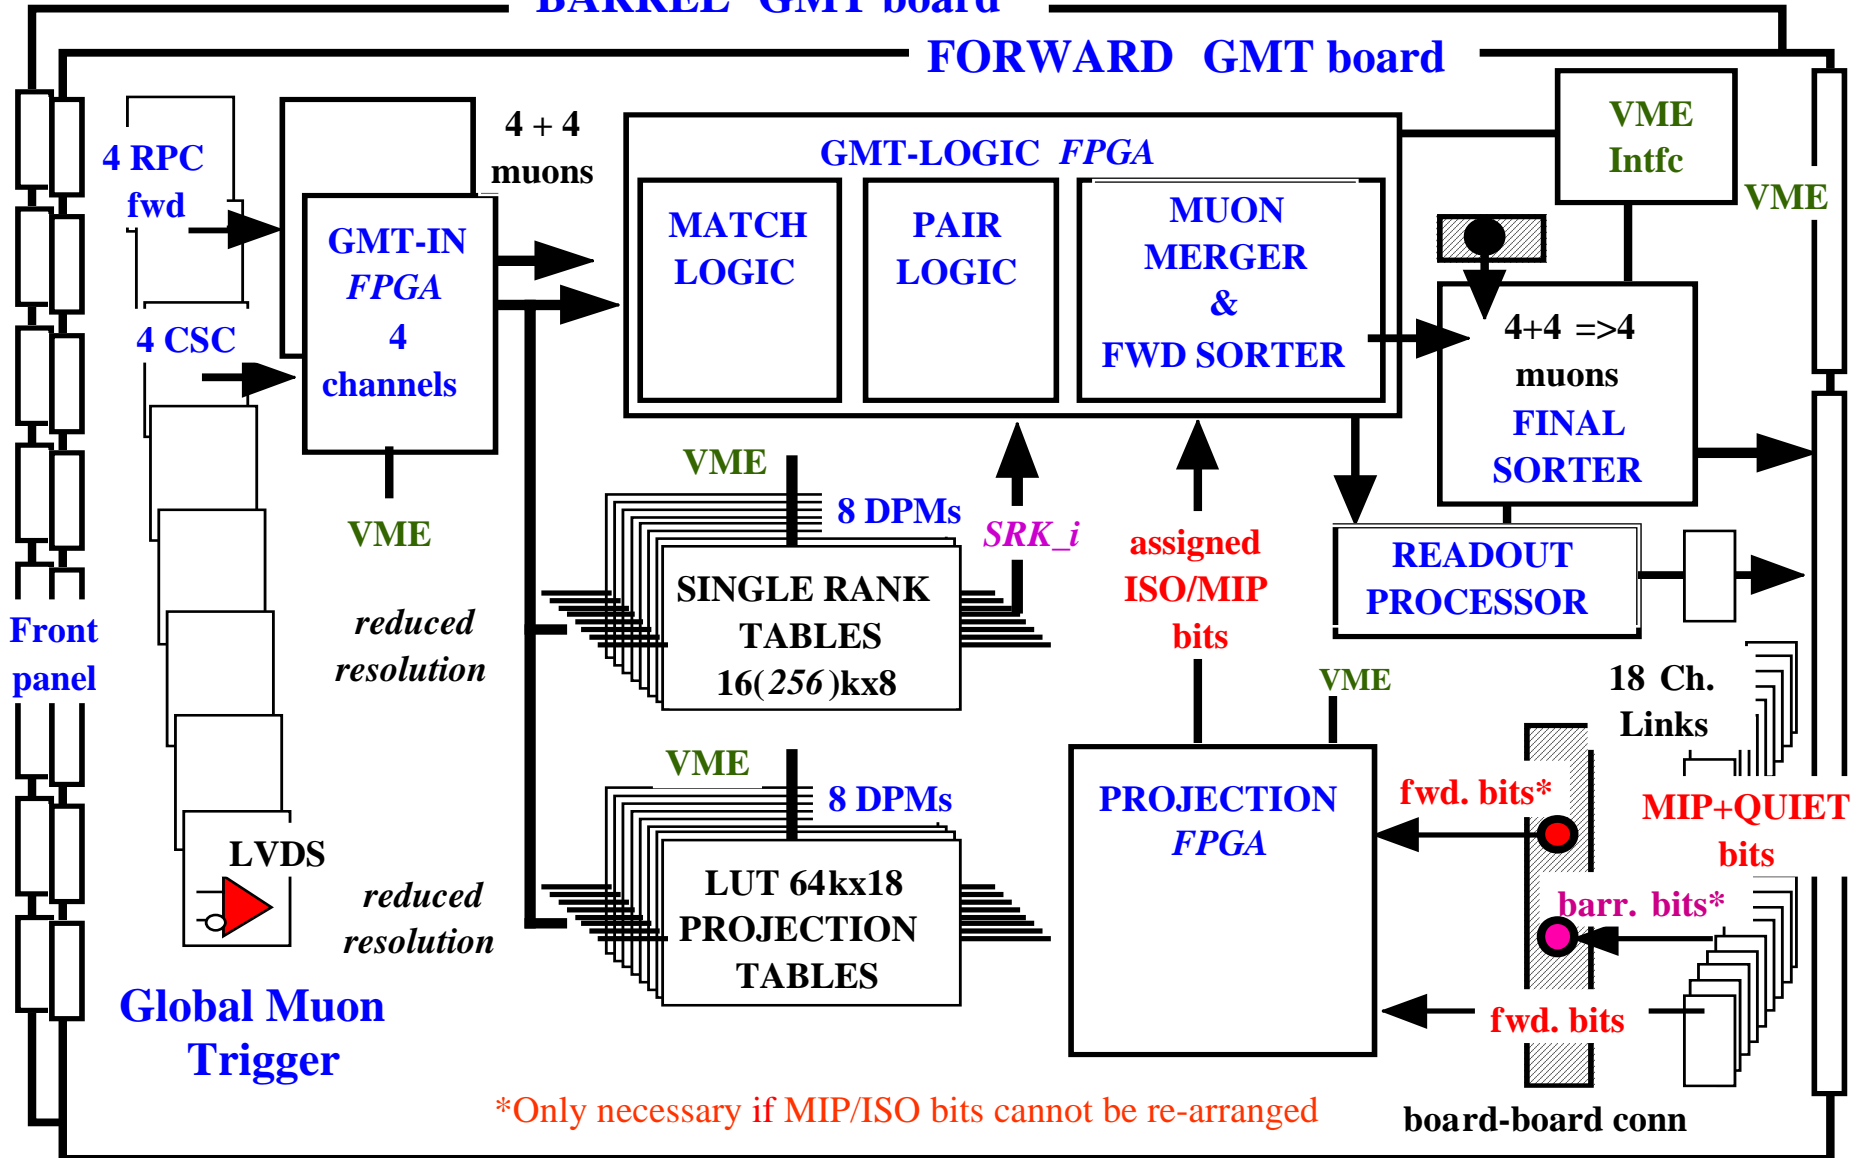 BARREL GMT board
FORWARD GMT board
4 RPC
fwd
4 CSC
LVDS
Front
panel
GMT-IN
FPGA
4
channels
VME
4 + 4
muons
GMT-LOGIC FPGA
MATCH
LOGIC
PAIR
LOGIC
MUON
MERGER
&
FWD SORTER
VME
Intfc
VME
4+4 =>4
muons
FINAL
SORTER
READOUT
PROCESSOR
VME
8 DPMs
SRK_i
reduced
resolution
SINGLE RANK
TABLES
16(256)kx8
assigned
ISO/MIP
bits
VME
8 DPMs
reduced
resolution
LUT 64kx18
PROJECTION
TABLES
VME
PROJECTION
FPGA
18 Ch.
Links
fwd. bits*
MIP+QUIET
bits
barr. bits*
fwd. bits
Global Muon
Trigger
*Only necessary if MIP/ISO bits cannot be re-arranged
board-board conn